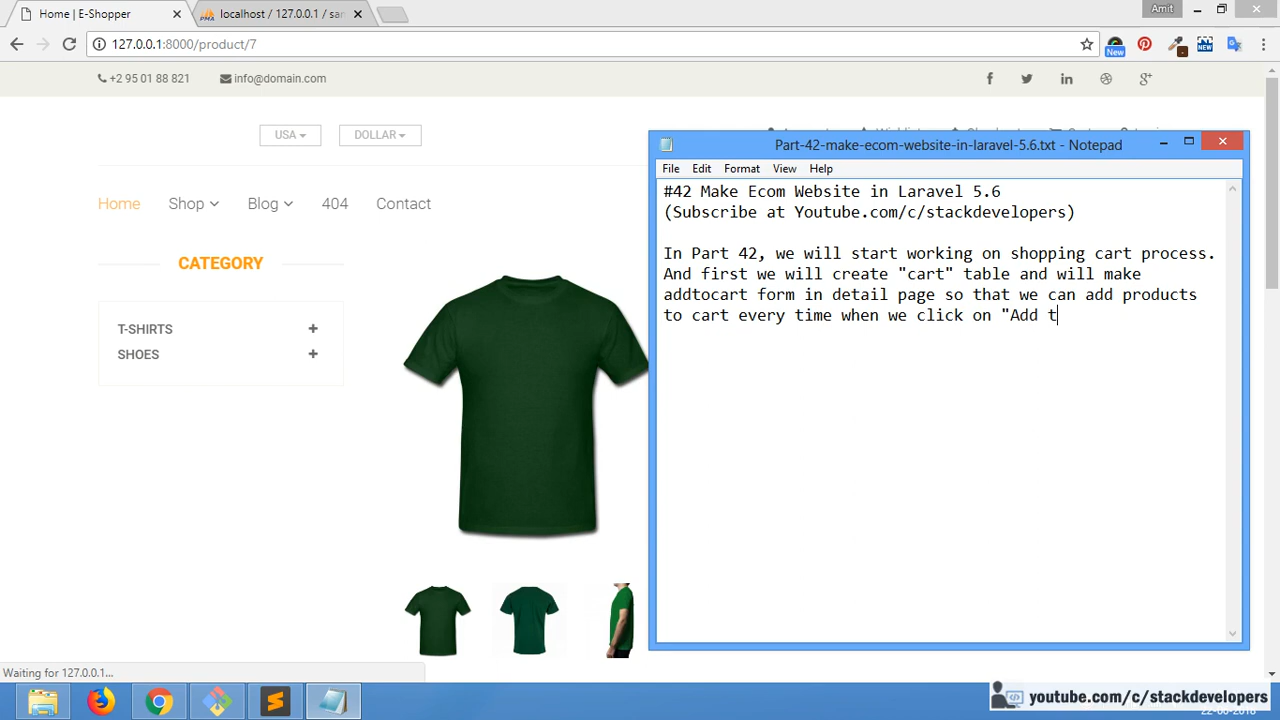 Home | E-Shopper
localhost / 127.0.0.1 / sar
Amit
127.0.0.1:8000/product/7
New
NEW
+2 95 01 88 821
info@domain.com
USA
DOLLAR
Part-42-make-ecom-website-in-laravel-5.6.txt - Notepad
File Edit Format View Help
#42 Make Ecom Website in Laravel 5.6
(Subscribe at Youtube.com/c/stackdevelopers)
In Part 42, we will start working on shopping cart process.
And first we will create "cart" table and will make
addtocart form in detail page so that we can add products
to cart every time when we click on "Add t
Home
Shop
Blog
404
Contact
CATEGORY
T-SHIRTS
SHOES
Waiting for 127.0.0.1...
youtube.com/c/stackdevelopers